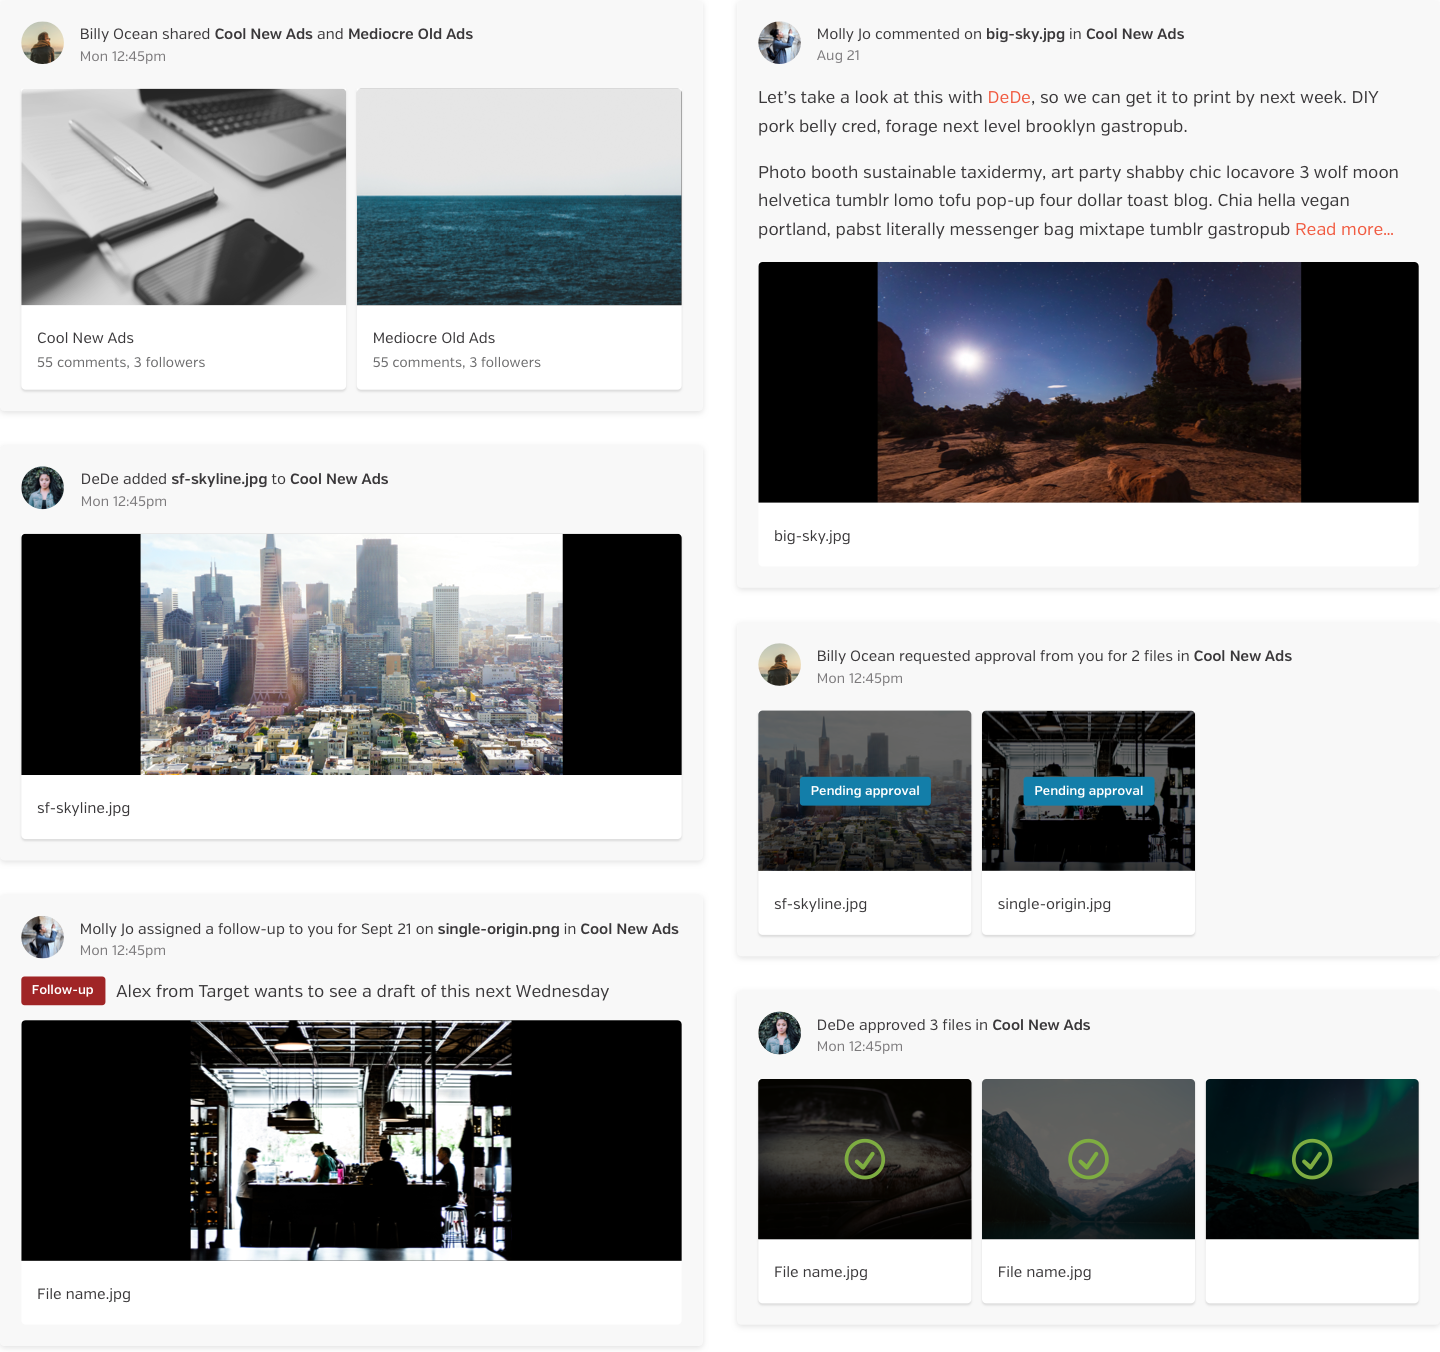 Billy Ocean shared Cool New Ads and Mediocre Old Ads
Mon 12:45pm
Cool New Ads
55 comments, 3 followers
Mediocre Old Ads
55 comments, 3 followers
DeDe added sf-skyline.jpg to Cool New Ads
Mon 12:45pm
sf-skyline.jpg
Molly Jo assigned a follow-up to you for Sept 21 on single-origin.png in Cool New Ads
Mon 12:45pm
Follow-up
Alex from Target wants to see a draft of this next Wednesday
File name.jpg
Molly Jo commented on big-sky.jpg in Cool New Ads
Aug 21
Let’s take a look at this with DeDe, so we can get it to print by next week. DIY
pork belly cred, forage next level brooklyn gastropub.
Photo booth sustainable taxidermy, art party shabby chic locavore 3 wolf moon
helvetica tumblr lomo tofu pop-up four dollar toast blog. Chia hella vegan
portland, pabst literally messenger bag mixtape tumblr gastropub Read more...
big-sky.jpg
Billy Ocean requested approval from you for 2 files in Cool New Ads
Mon 12:45pm
Pending approval
Pending approval
sf-skyline.jpg
single-origin.jpg
DeDe approved 3 files in Cool New Ads
Mon 12:45pm
File name.jpg
File name.jpg